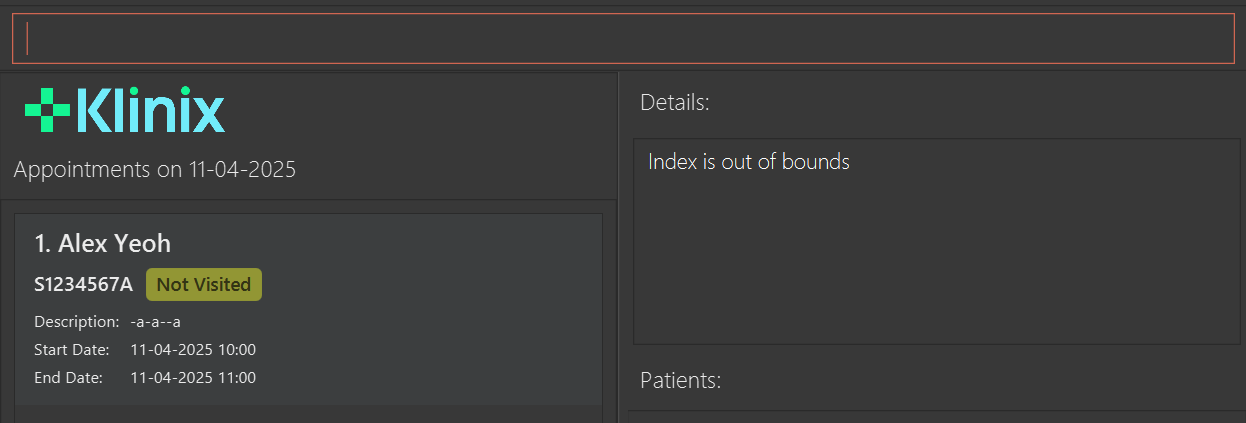 Klinix
Appointments on 11-04-2025
1. Alex Yeoh
S1234567A Not Visited
Description: -a-a--a
Start Date: 11-04-2025 10:00
End Date: 11-04-2025 11:00
Details:
Index is out of bounds
Patients: